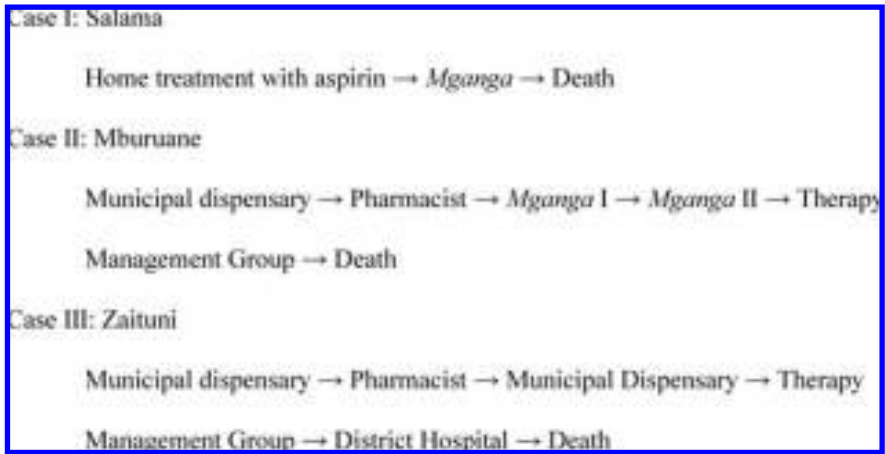 Case I: Salama
Home treatment with aspirin → Mganga → Death
Case II: Mburuane
Municipal dispensary → Pharmacist → Mganga I → Mganga II → Therapy
Management Group → Death
Case III: Zaituni
Municipal dispensary → Pharmacist → Municipal Dispensary → Therapy
Management Group → District Hospital → Death